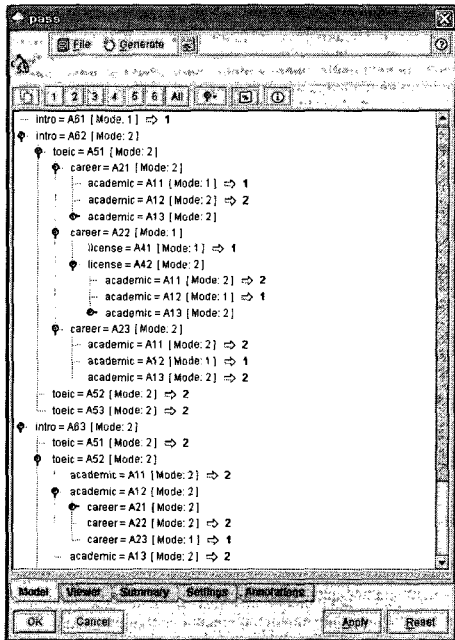 pass
File Generate
1 2 3 4 5 6 All
intro = A61 [Mode: 1] ⇨ 1
intro = A62 [Mode: 2]
toeic = A51 [Mode: 2]
career = A21 [Mode: 2]
academic = A11 [Mode: 1] ⇨ 1
academic = A12 [Mode: 2] ⇨ 2
academic = A13 [Mode: 2]
career = A22 [Mode: 1]
license = A41 [Mode: 1] ⇨ 1
license = A42 [Mode: 2]
academic = A11 [Mode: 2] ⇨ 2
academic = A12 [Mode: 1] ⇨ 1
academic = A13 [Mode: 2]
career = A23 [Mode: 2]
academic = A11 [Mode: 2] ⇨ 2
academic = A12 [Mode: 1] ⇨ 1
academic = A13 [Mode: 2] ⇨ 2
toeic = A52 [Mode: 2] ⇨ 2
toeic = A53 [Mode: 2] ⇨ 2
intro = A63 [Mode: 2]
toeic = A51 [Mode: 2] ⇨ 2
toeic = A52 [Mode: 2]
academic = A11 [Mode: 2] ⇨ 2
academic = A12 [Mode: 2]
career = A21 [Mode: 2]
career = A22 [Mode: 2] ⇨ 2
career = A23 [Mode: 1] ⇨ 1
academic = A13 [Mode: 2] ⇨ 2
Model Viewer Summary Settings Annotations
OK Cancel Apply Reset